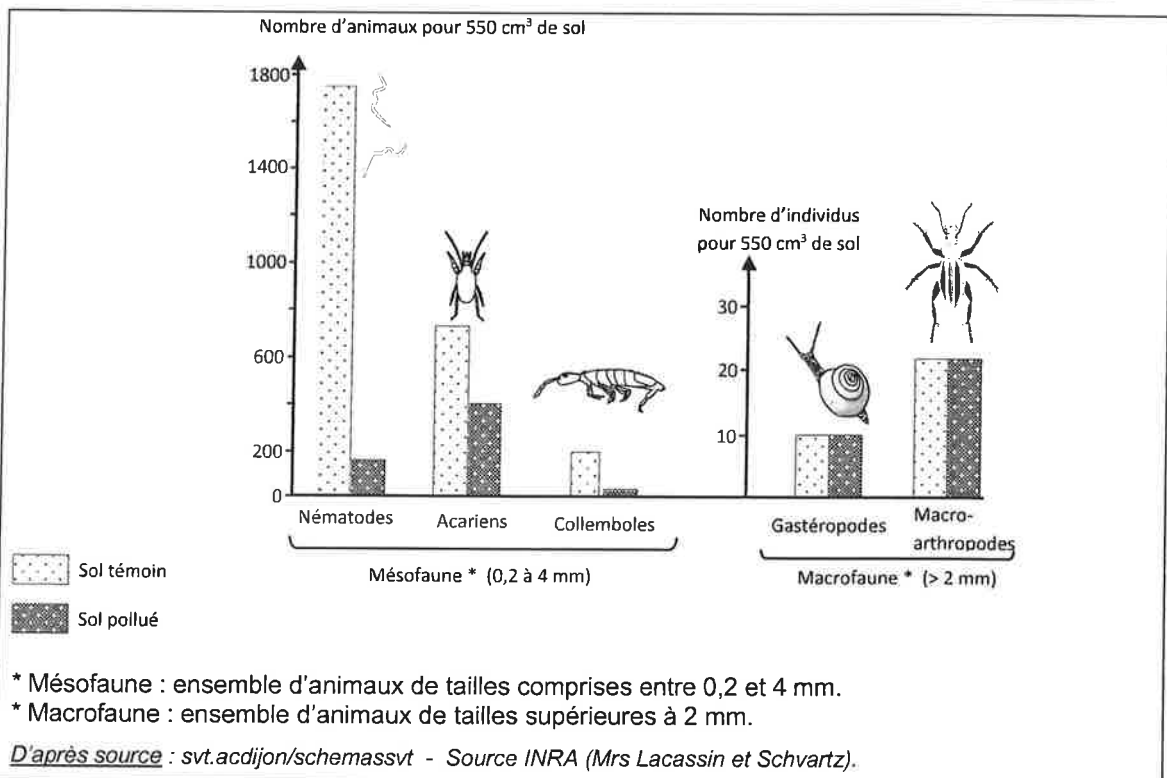 Nombre d'animaux pour 550 cm³ de sol
1800
1400
1000
600
200
0
Nématodes
Acariens
Collemboles
Mésofaune * (0,2 à 4 mm)
Nombre d'individus
pour 550 cm³ de sol
30
20
10
Gastéropodes
Macro-
arthropodes
Macrofaune * (> 2 mm)
Sol témoin
Sol pollué
* Mésofaune : ensemble d'animaux de tailles comprises entre 0,2 et 4 mm.
* Macrofaune : ensemble d'animaux de tailles supérieures à 2 mm.
D'après source : svt.acdijon/schemassvt - Source INRA (Mrs Lacassin et Schvartz).